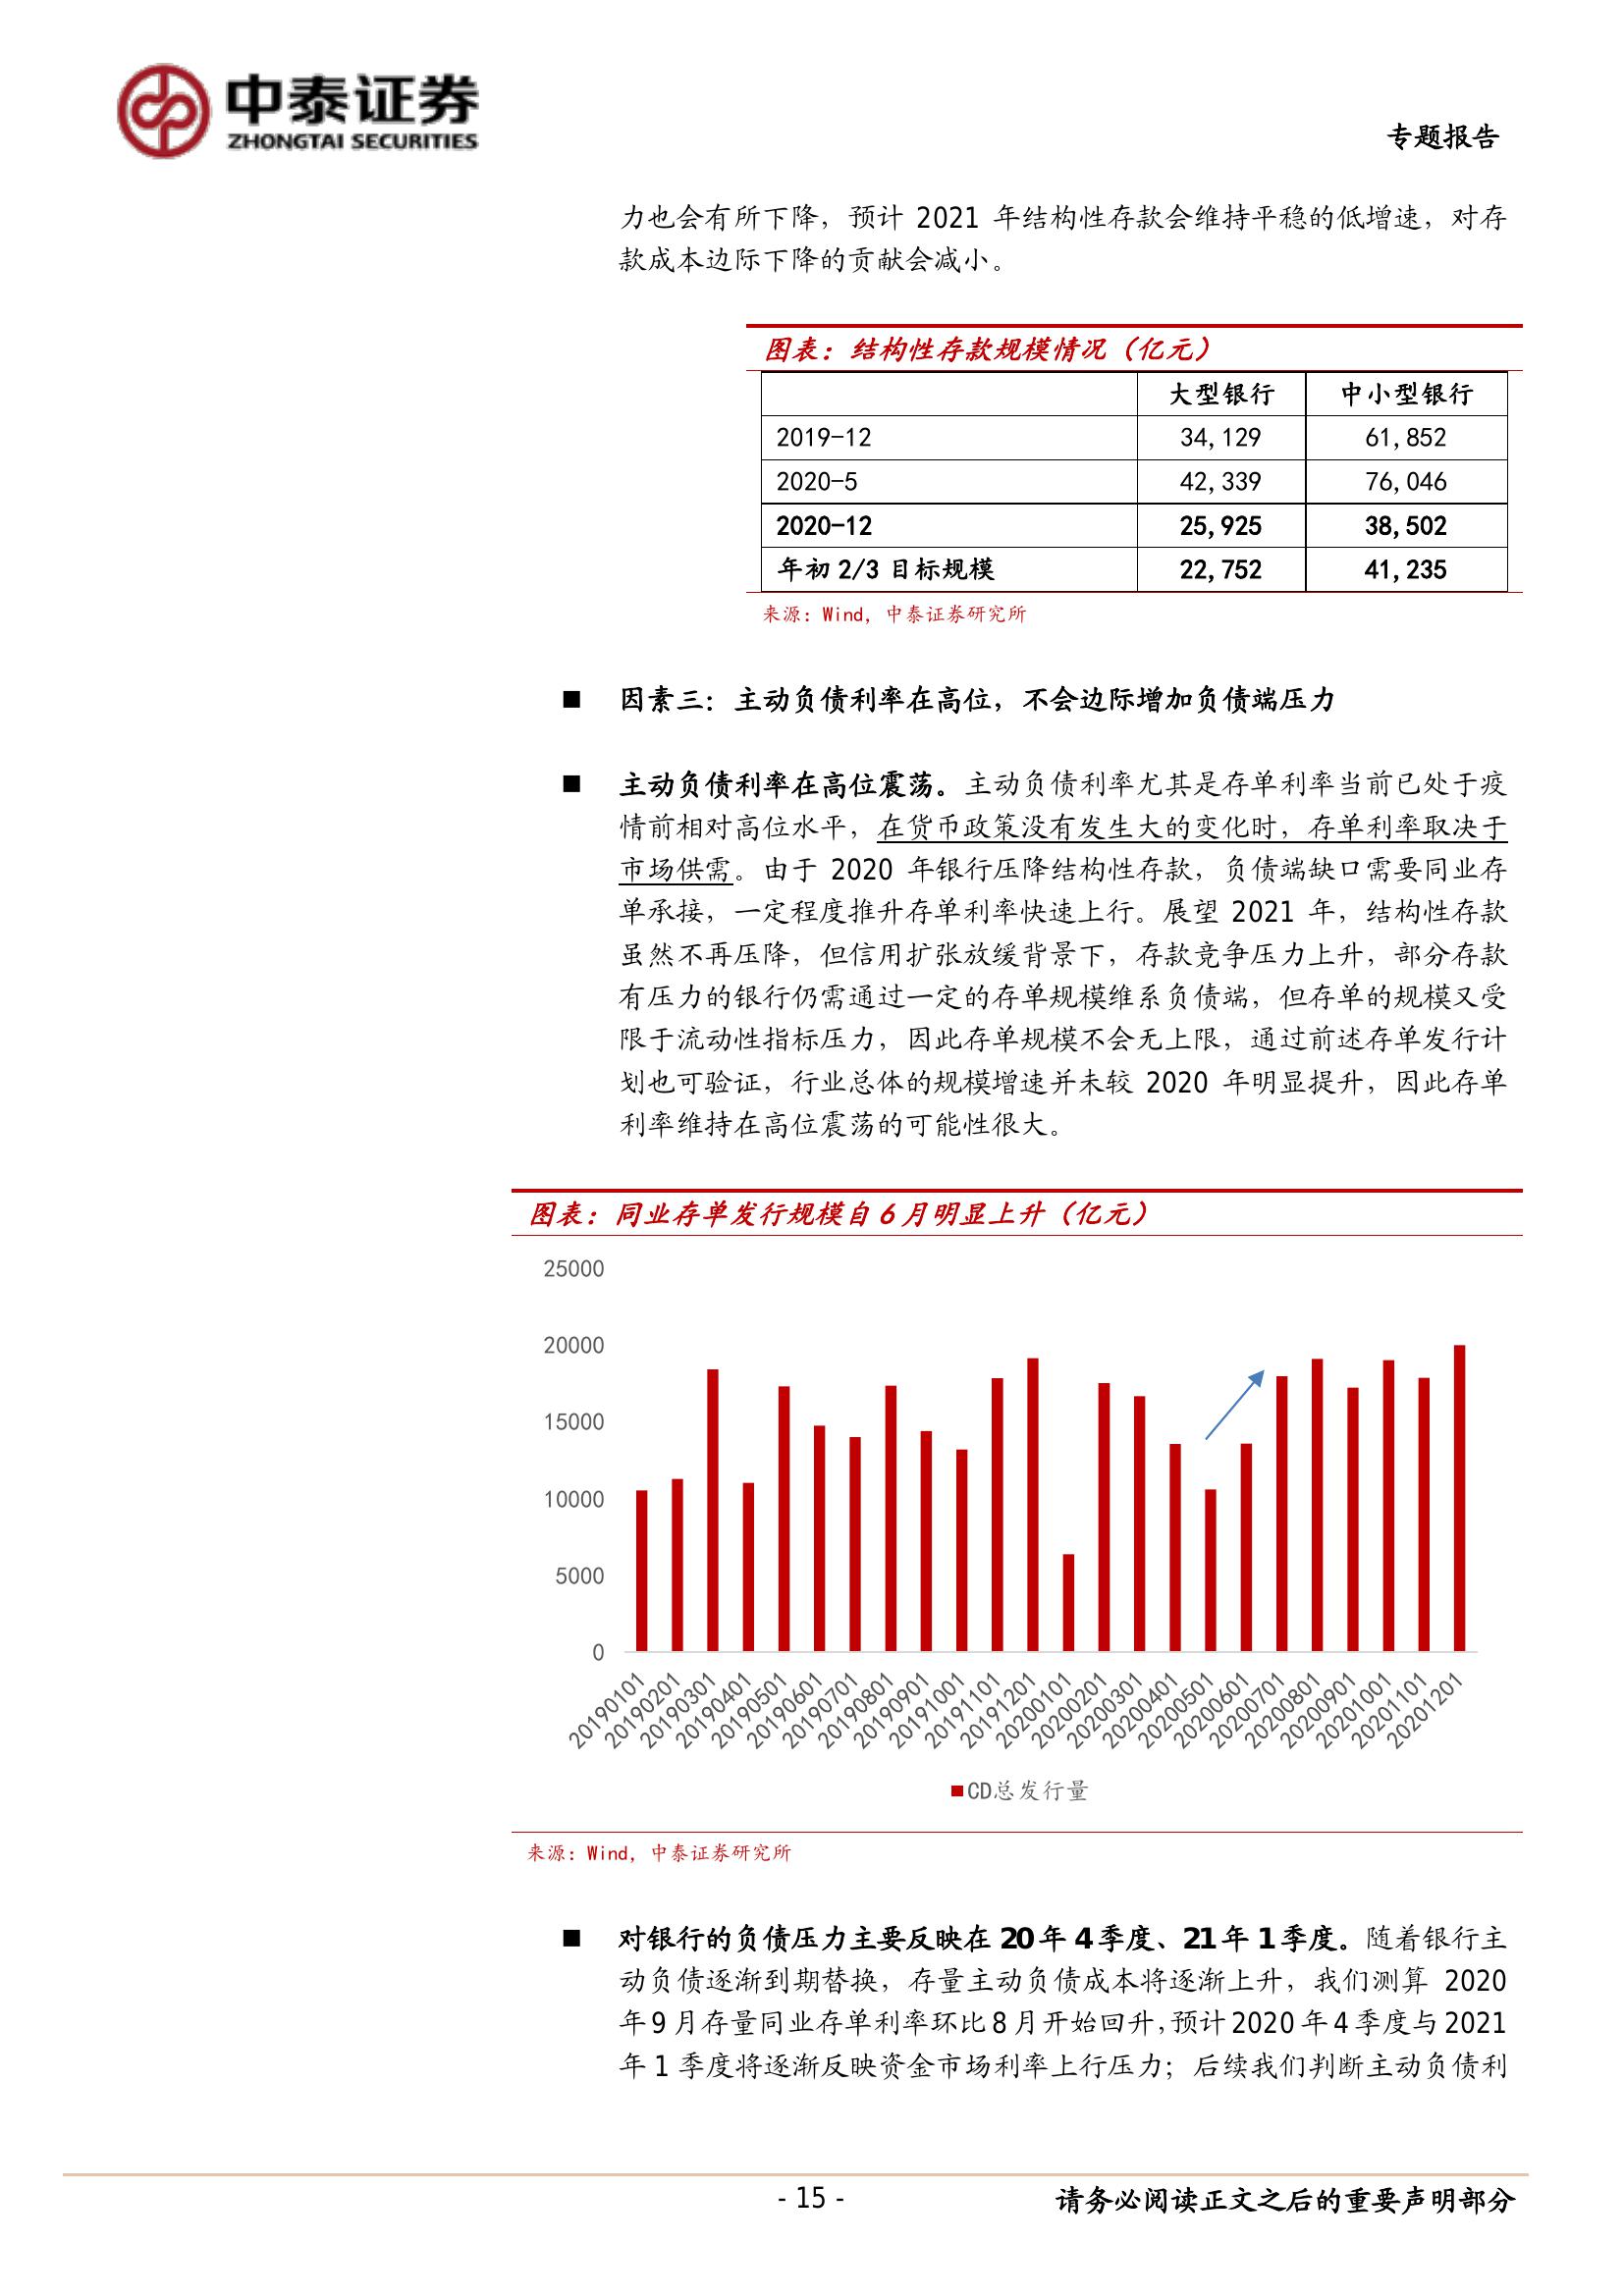 中泰证券
ZHONGTAI SECURITIES
专题报告
力也会有所下降，预计 2021 年结构性存款会维持平稳的低增速，对存
款成本边际下降的贡献会减小。
图表：结构性存款规模情况（亿元）
大型银行 中小型银行
2019-12 34,129 61,852
2020-5 42,339 76,046
2020-12 25,925 38,502
年初 2/3 目标规模 22,752 41,235
来源：Wind，中泰证券研究所
■ 因素三：主动负债利率在高位，不会边际增加负债端压力
■ 主动负债利率在高位震荡。主动负债利率尤其是存单利率当前已处于疫
情前相对高位水平，在货币政策没有发生大的变化时，存单利率取决于
市场供需。由于 2020 年银行压降结构性存款，负债端缺口需要同业存
单承接，一定程度推升存单利率快速上行。展望 2021 年，结构性存款
虽然不再压降，但信用扩张放缓背景下，存款竞争压力上升，部分存款
有压力的银行仍需通过一定的存单规模维系负债端，但存单的规模又受
限于流动性指标压力，因此存单规模不会无上限，通过前述存单发行计
划也可验证，行业总体的规模增速并未较 2020 年明显提升，因此存单
利率维持在高位震荡的可能性很大。
图表：同业存单发行规模自 6 月明显上升（亿元）
25000
20000
15000
10000
5000
0
20190101
20190201
20190301
20190401
20190501
20190601
20190701
20190801
20190901
20191001
20191101
20191201
20200101
20200201
20200301
20200401
20200501
20200601
20200701
20200801
20200901
20201001
20201101
20201201
CD总发行量
来源：Wind，中泰证券研究所
■ 对银行的负债压力主要反映在 20 年 4 季度、21 年 1 季度。随着银行主
动负债逐渐到期替换，存量主动负债成本将逐渐上升，我们测算 2020
年 9 月存量同业存单利率环比 8 月开始回升，预计 2020 年 4 季度与 2021
年 1 季度将逐渐反映资金市场利率上行压力；后续我们判断主动负债利
- 15 -
请务必阅读正文之后的重要声明部分